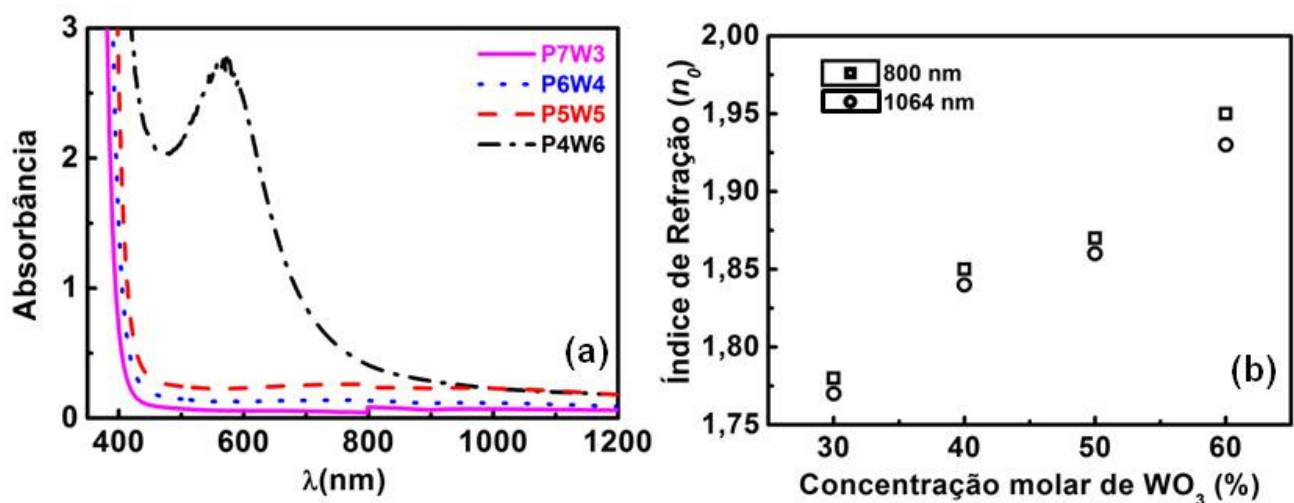 3
2
1
0
Absorbância
400
600
800
1000
1200
λ(nm)
P7W3
P6W4
P5W5
P4W6
(a)
2,00
1,95
1,90
1,85
1,80
1,75
Índice de Refração (n₀)
800 nm
1064 nm
(b)
30
40
50
60
Concentração molar de WO₃ (%)